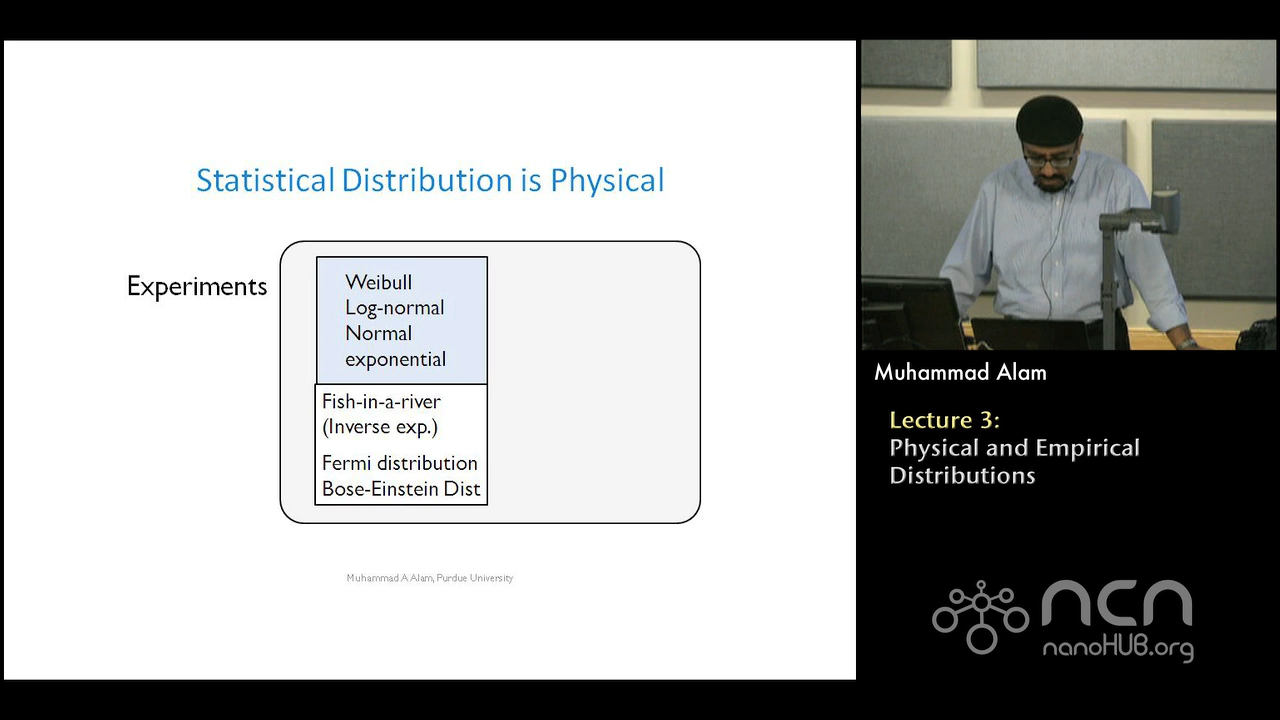 Statistical Distribution is Physical
Experiments
Weibull
Log-normal
Normal
exponential
Fish-in-a-river
(Inverse exp.)
Fermi distribution
Bose-Einstein Dist
Muhammad A Alam, Purdue University
Muhammad Alam
Lecture 3:
Physical and Empirical
Distributions
ncn
nanoHUB.org